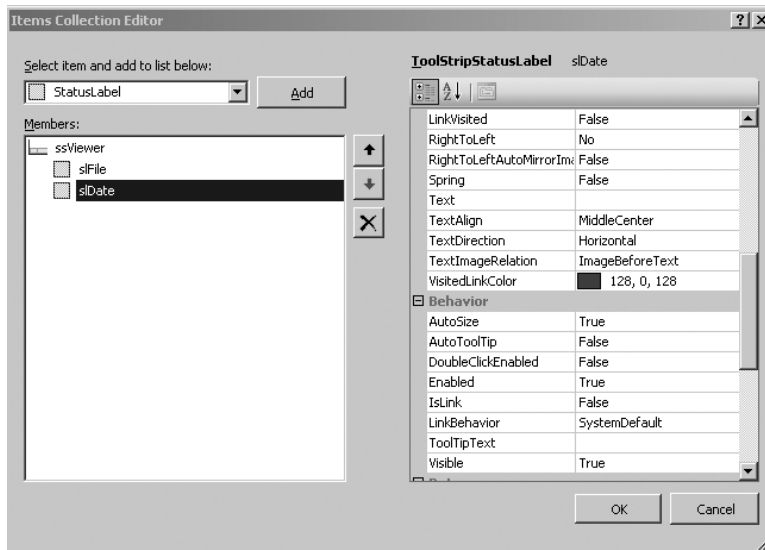 Items Collection Editor
Select item and add to list below:
StatusLabel
Add
Members:
ssViewer
slFile
slDate
ToolStripStatusLabel slDate
LinkVisited False
RightToLeft No
RightToLeftAutoMirrorIma False
Spring False
Text
TextAlign MiddleCenter
TextDirection Horizontal
TextImageRelation ImageBeforeText
VisitedLinkColor 128, 0, 128
Behavior
AutoSize True
AutoToolTip False
DoubleClickEnabled False
Enabled True
IsLink False
LinkBehavior SystemDefault
ToolTipText
Visible True
OK
Cancel